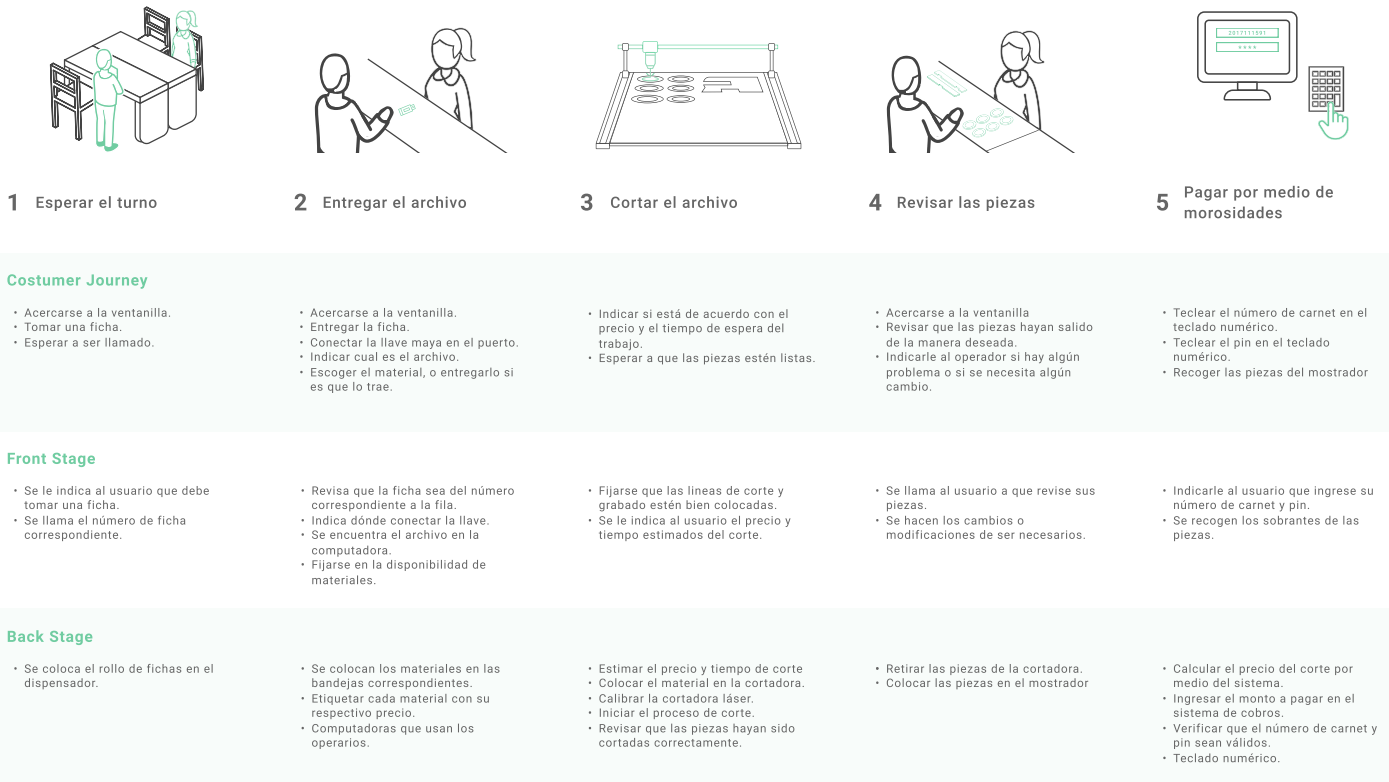 2017111591
****
1 Esperar el turno
2 Entregar el archivo
3 Cortar el archivo
4 Revisar las piezas
5 Pagar por medio de
morosidades
Costumer Journey
• Acercarse a la ventanilla.
• Tomar una ficha.
• Esperar a ser llamado.
• Acercarse a la ventanilla.
• Entregar la ficha.
• Conectar la llave maya en el puerto.
• Indicar cual es el archivo.
• Escoger el material, o entregarlo si
es que lo trae.
• Indicar si está de acuerdo con el
precio y el tiempo de espera del
trabajo.
• Esperar a que las piezas estén listas.
• Acercarse a la ventanilla
• Revisar que las piezas hayan salido
de la manera deseada.
• Indicarle al operador si hay algún
problema o si se necesita algún
cambio.
• Teclear el número de carnet en el
teclado numérico.
• Teclear el pin en el teclado
numérico.
• Recoger las piezas del mostrador
Front Stage
• Se le indica al usuario que debe
tomar una ficha.
• Se llama el número de ficha
correspondiente.
• Revisa que la ficha sea del número
correspondiente a la fila.
• Indica dónde conectar la llave.
• Se encuentra el archivo en la
computadora.
• Fijarse en la disponibilidad de
materiales.
• Fijarse que las lineas de corte y
grabado estén bien colocadas.
• Se le indica al usuario el precio y
tiempo estimados del corte.
• Se llama al usuario a que revise sus
piezas.
• Se hacen los cambios o
modificaciones de ser necesarios.
• Indicarle al usuario que ingrese su
número de carnet y pin.
• Se recogen los sobrantes de las
piezas.
Back Stage
• Se coloca el rollo de fichas en el
dispensador.
• Se colocan los materiales en las
bandejas correspondientes.
• Etiquetar cada material con su
respectivo precio.
• Computadoras que usan los
operarios.
• Estimar el precio y tiempo de corte
• Colocar el material en la cortadora.
• Calibrar la cortadora láser.
• Iniciar el proceso de corte.
• Revisar que las piezas hayan sido
cortadas correctamente.
• Retirar las piezas de la cortadora.
• Colocar las piezas en el mostrador
• Calcular el precio del corte por
medio del sistema.
• Ingresar el monto a pagar en el
sistema de cobros.
• Verificar que el número de carnet y
pin sean válidos.
• Teclado numérico.